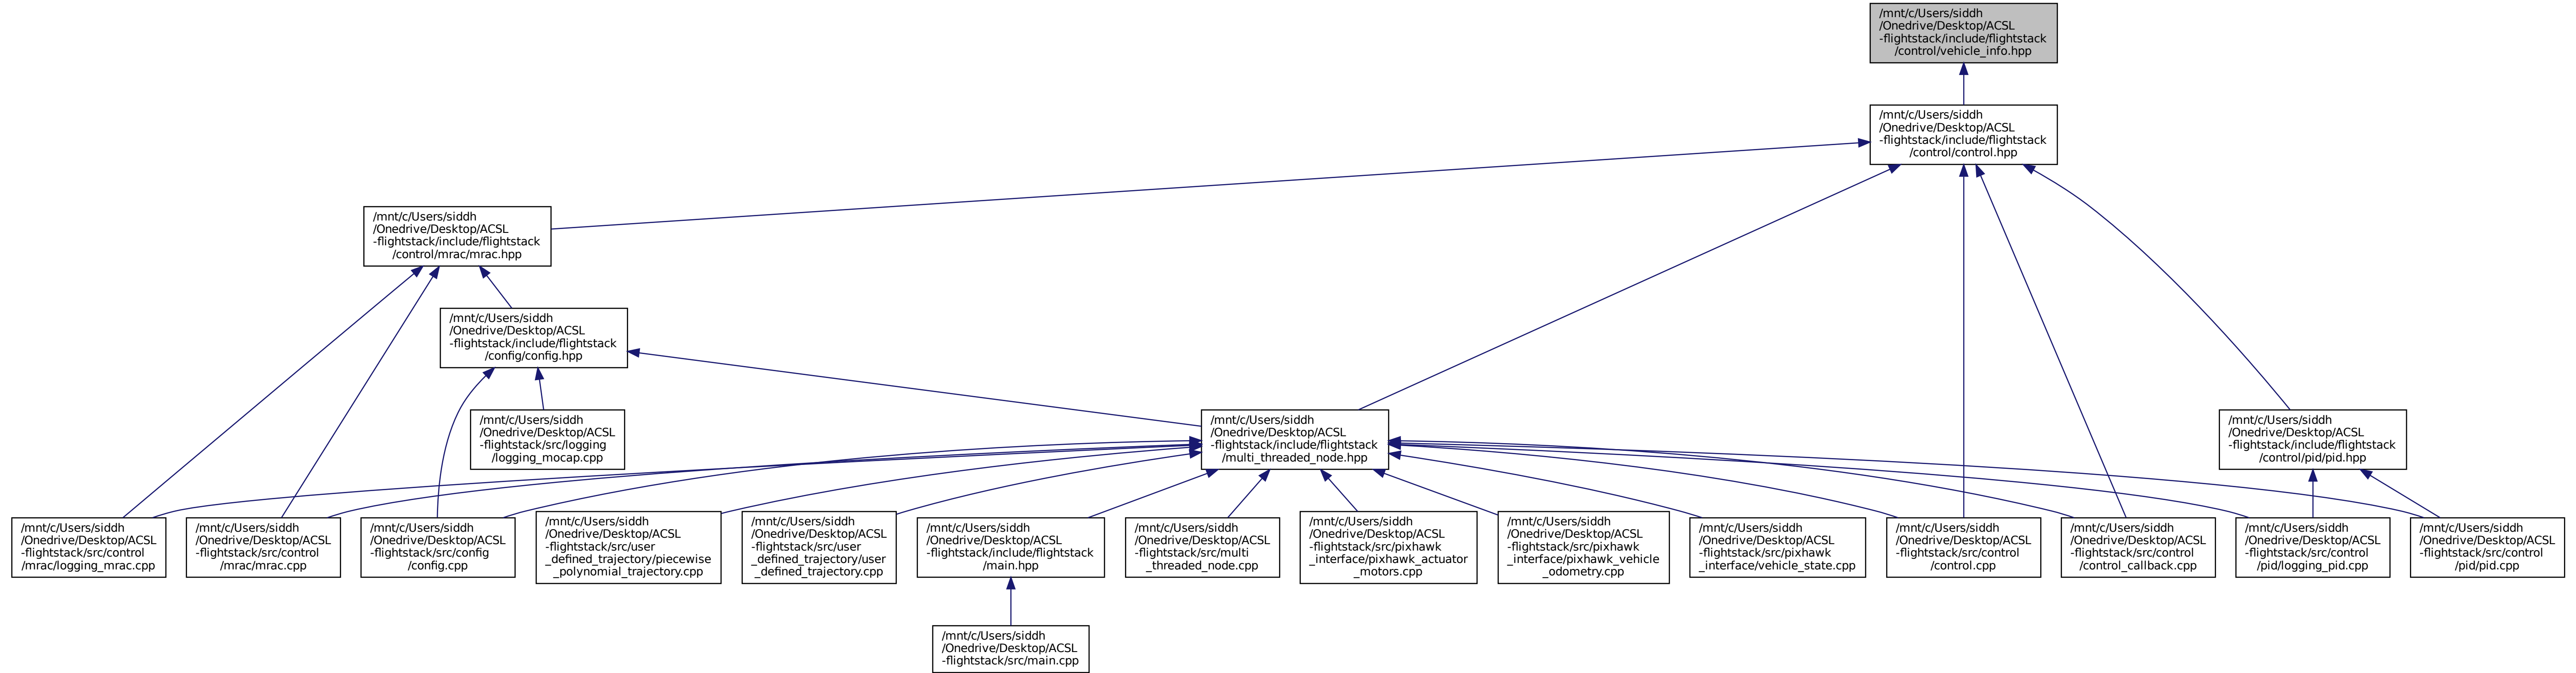 /mnt/c/Users/siddh
/Onedrive/Desktop/ACSL
-flightstack/include/flightstack
/control/vehicle_info.hpp
/mnt/c/Users/siddh
/Onedrive/Desktop/ACSL
-flightstack/include/flightstack
/control/control.hpp
/mnt/c/Users/siddh
/Onedrive/Desktop/ACSL
-flightstack/include/flightstack
/control/mrac/mrac.hpp
/mnt/c/Users/siddh
/Onedrive/Desktop/ACSL
-flightstack/include/flightstack
/config/config.hpp
/mnt/c/Users/siddh
/Onedrive/Desktop/ACSL
-flightstack/src/logging
/logging_mocap.cpp
/mnt/c/Users/siddh
/Onedrive/Desktop/ACSL
-flightstack/include/flightstack
/multi_threaded_node.hpp
/mnt/c/Users/siddh
/Onedrive/Desktop/ACSL
-flightstack/include/flightstack
/control/pid/pid.hpp
/mnt/c/Users/siddh
/Onedrive/Desktop/ACSL
-flightstack/src/control
/mrac/logging_mrac.cpp
/mnt/c/Users/siddh
/Onedrive/Desktop/ACSL
-flightstack/src/control
/mrac/mrac.cpp
/mnt/c/Users/siddh
/Onedrive/Desktop/ACSL
-flightstack/src/config
/config.cpp
/mnt/c/Users/siddh
/Onedrive/Desktop/ACSL
-flightstack/src/user
_defined_trajectory/piecewise
_polynomial_trajectory.cpp
/mnt/c/Users/siddh
/Onedrive/Desktop/ACSL
-flightstack/src/user
_defined_trajectory/user
_defined_trajectory.cpp
/mnt/c/Users/siddh
/Onedrive/Desktop/ACSL
-flightstack/include/flightstack
/main.hpp
/mnt/c/Users/siddh
/Onedrive/Desktop/ACSL
-flightstack/src/multi
_threaded_node.cpp
/mnt/c/Users/siddh
/Onedrive/Desktop/ACSL
-flightstack/src/pixhawk
_interface/pixhawk_actuator
_motors.cpp
/mnt/c/Users/siddh
/Onedrive/Desktop/ACSL
-flightstack/src/pixhawk
_interface/pixhawk_vehicle
_odometry.cpp
/mnt/c/Users/siddh
/Onedrive/Desktop/ACSL
-flightstack/src/pixhawk
_interface/vehicle_state.cpp
/mnt/c/Users/siddh
/Onedrive/Desktop/ACSL
-flightstack/src/control
/control.cpp
/mnt/c/Users/siddh
/Onedrive/Desktop/ACSL
-flightstack/src/control
/control_callback.cpp
/mnt/c/Users/siddh
/Onedrive/Desktop/ACSL
-flightstack/src/control
/pid/logging_pid.cpp
/mnt/c/Users/siddh
/Onedrive/Desktop/ACSL
-flightstack/src/control
/pid/pid.cpp
/mnt/c/Users/siddh
/Onedrive/Desktop/ACSL
-flightstack/src/main.cpp